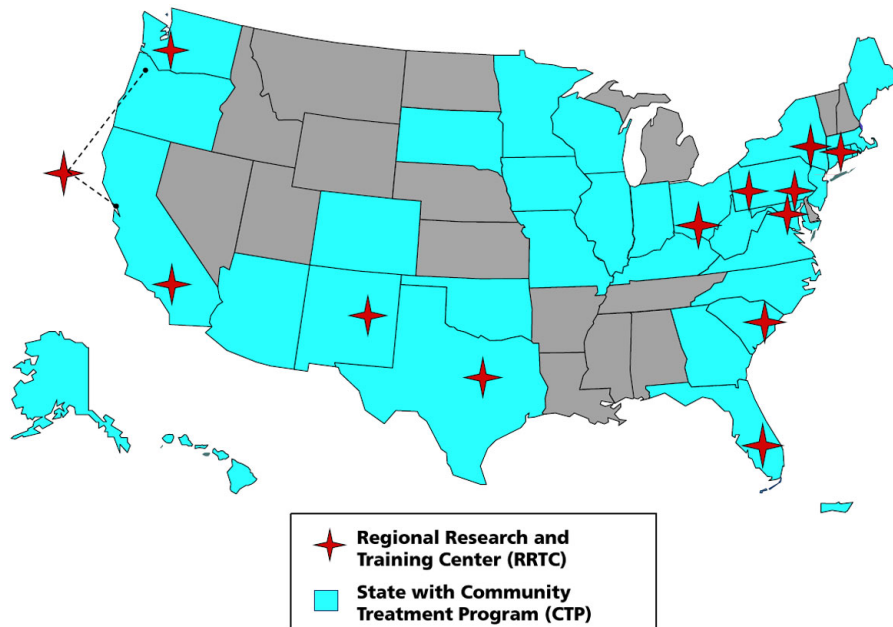 Regional Research and
Training Center (RRTC)
State with Community
Treatment Program (CTP)